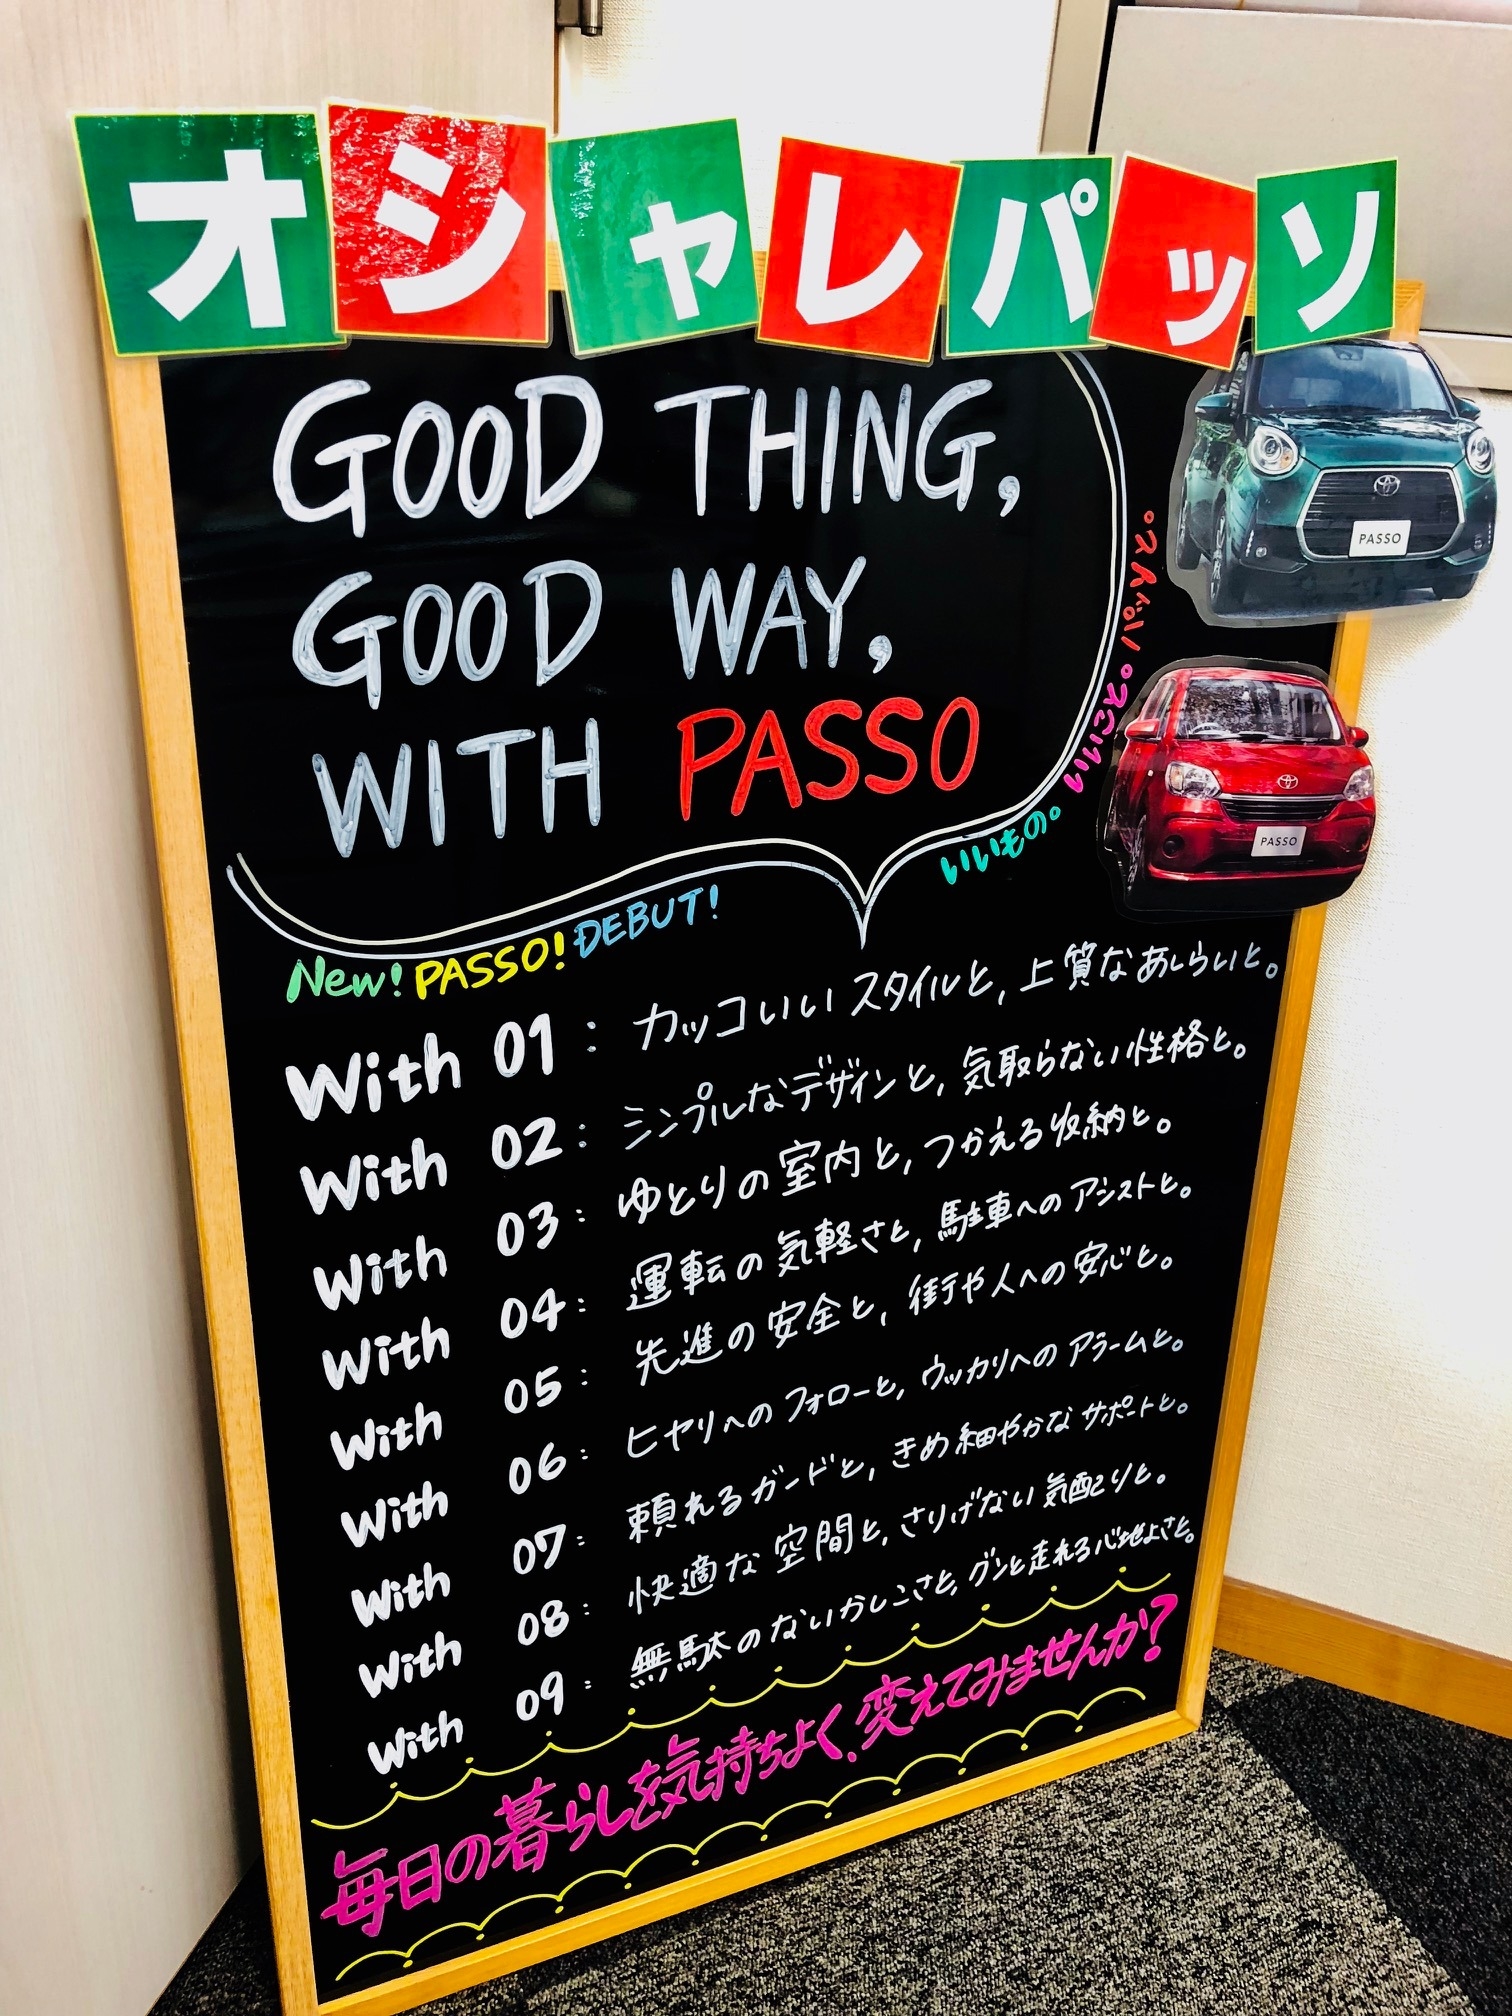 オシャレパッソ
GOOD THING,
GOOD WAY,
WITH PASSO
PASSO
PASSO
いいもの。
New! PASSO! DEBUT!
With 01: カッコいいスタイルと、上質なあしらいと。
With 02: シンプルなデザインと、気取らない性格と。
With 03: ゆとりの室内と、つかえる収納と。
With 04: 運転の気軽さと、駐車へのアシストと。
With 05: 先進の安全と、街や人への安心と。
With 06: ヒヤリへのフォローと、ウッカリへのアラームと。
With 07: 頼れるガードと、きめ細やかなサポートと。
With 08: 快適な空間と、さりげない気配りと。
With 09: 無駄のないかしこさと、グンと走れる心地よさと。
毎日の暮らしを気持ちよく、変えてみませんか?